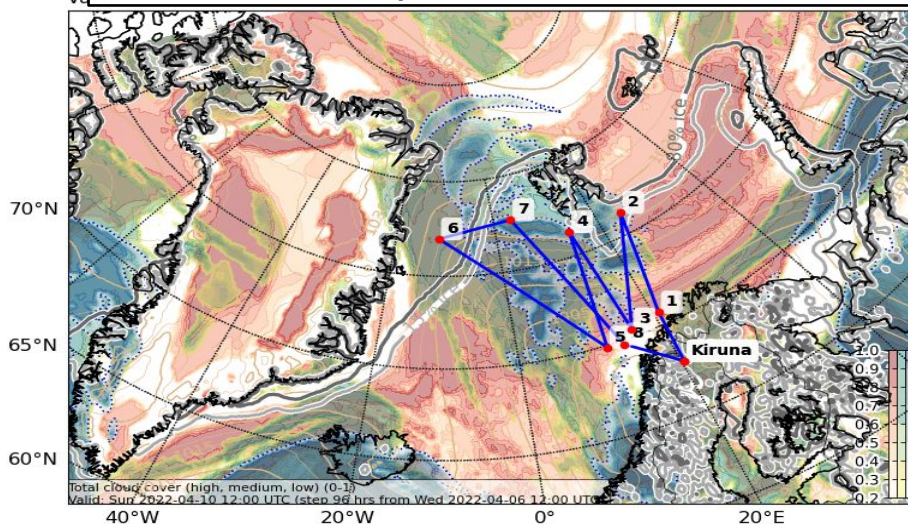 70°N
80% ice
2
7
4
6
1
3
65°N
5
8
Kiruna
1.0
0.9
0.8
0.7
0.6
0.5
0.4
0.3
0.2
60°N
Total cloud cover (high, medium, low) (0-1)
Valid: Sun 2022-04-10 12:00 UTC (step 96 hrs from Wed 2022-04-06 12:00 UTC
40°W
20°W
0°
20°E